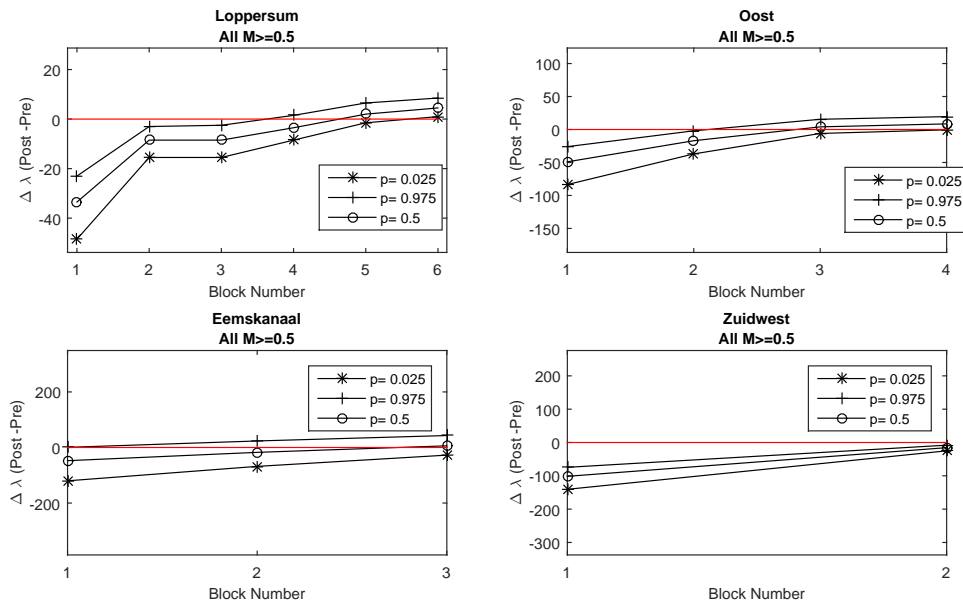 Loppersum
All M>=0.5
20
0
-20
-40
Δ λ (Post -Pre)
p= 0.025
p= 0.975
p= 0.5
1 2 3 4 5 6
Block Number
Oost
All M>=0.5
100
50
0
-50
-100
-150
Δ λ (Post -Pre)
p= 0.025
p= 0.975
p= 0.5
1 2 3 4
Block Number
Eemskanaal
All M>=0.5
200
0
-200
Δ λ (Post -Pre)
p= 0.025
p= 0.975
p= 0.5
1 2 3
Block Number
Zuidwest
All M>=0.5
200
100
0
-100
-200
-300
Δ λ (Post -Pre)
p= 0.025
p= 0.975
p= 0.5
1 2
Block Number